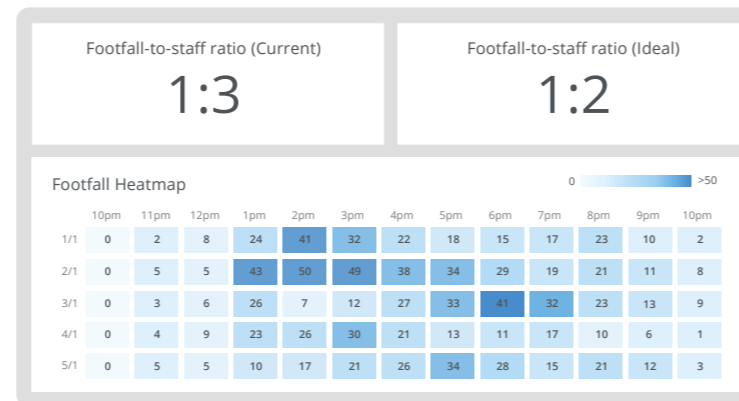 Footfall-to-staff ratio (Current) Footfall-to-staff ratio (Ideal)
1:3 1:2
Footfall Heatmap 0 >50
10pm 11pm 12pm 1pm 2pm 3pm 4pm 5pm 6pm 7pm 8pm 9pm 10pm
1/1 0 2 8 24 41 32 22 18 15 17 23 10 2
2/1 0 5 5 43 50 49 38 34 29 19 21 11 8
3/1 0 3 6 26 7 12 27 33 41 32 23 13 9
4/1 0 4 9 23 26 30 21 13 11 17 10 6 1
5/1 0 5 5 10 17 21 26 34 28 15 21 12 3